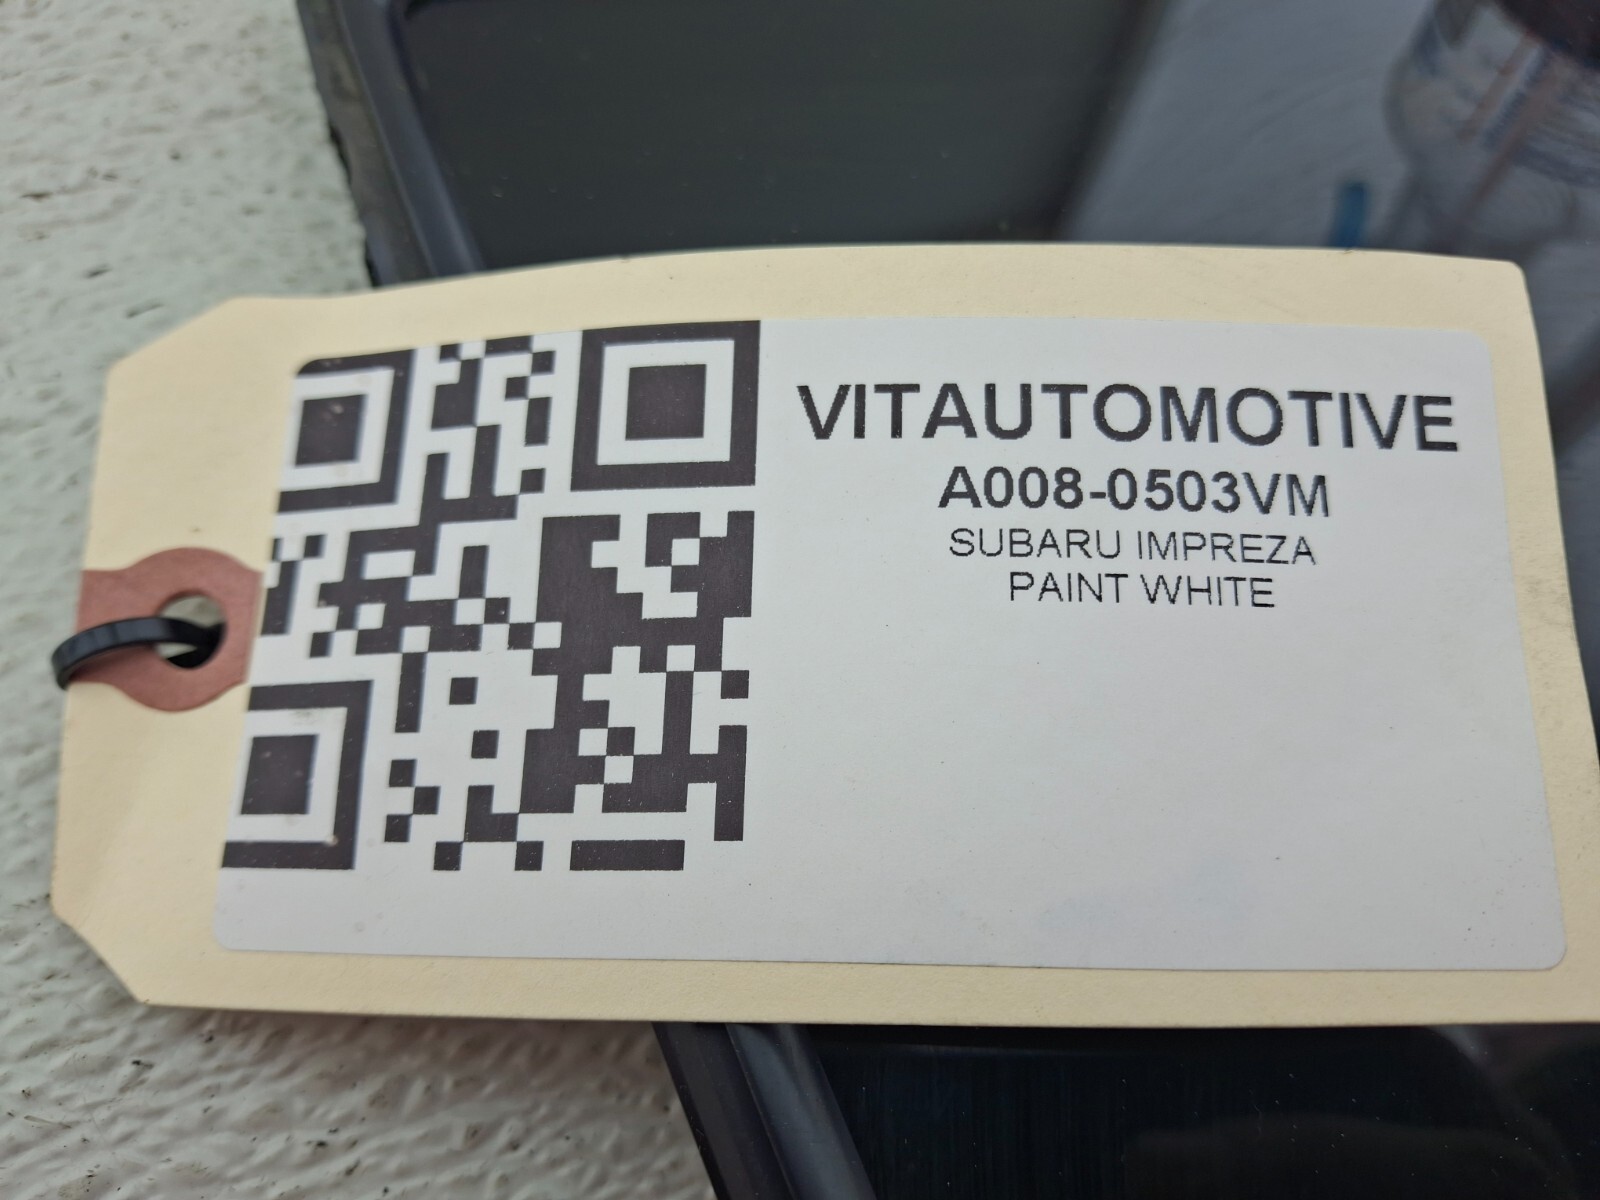 VITAUTOMOTIVE
A008-0503VM
SUBARU IMPREZA
PAINT WHITE